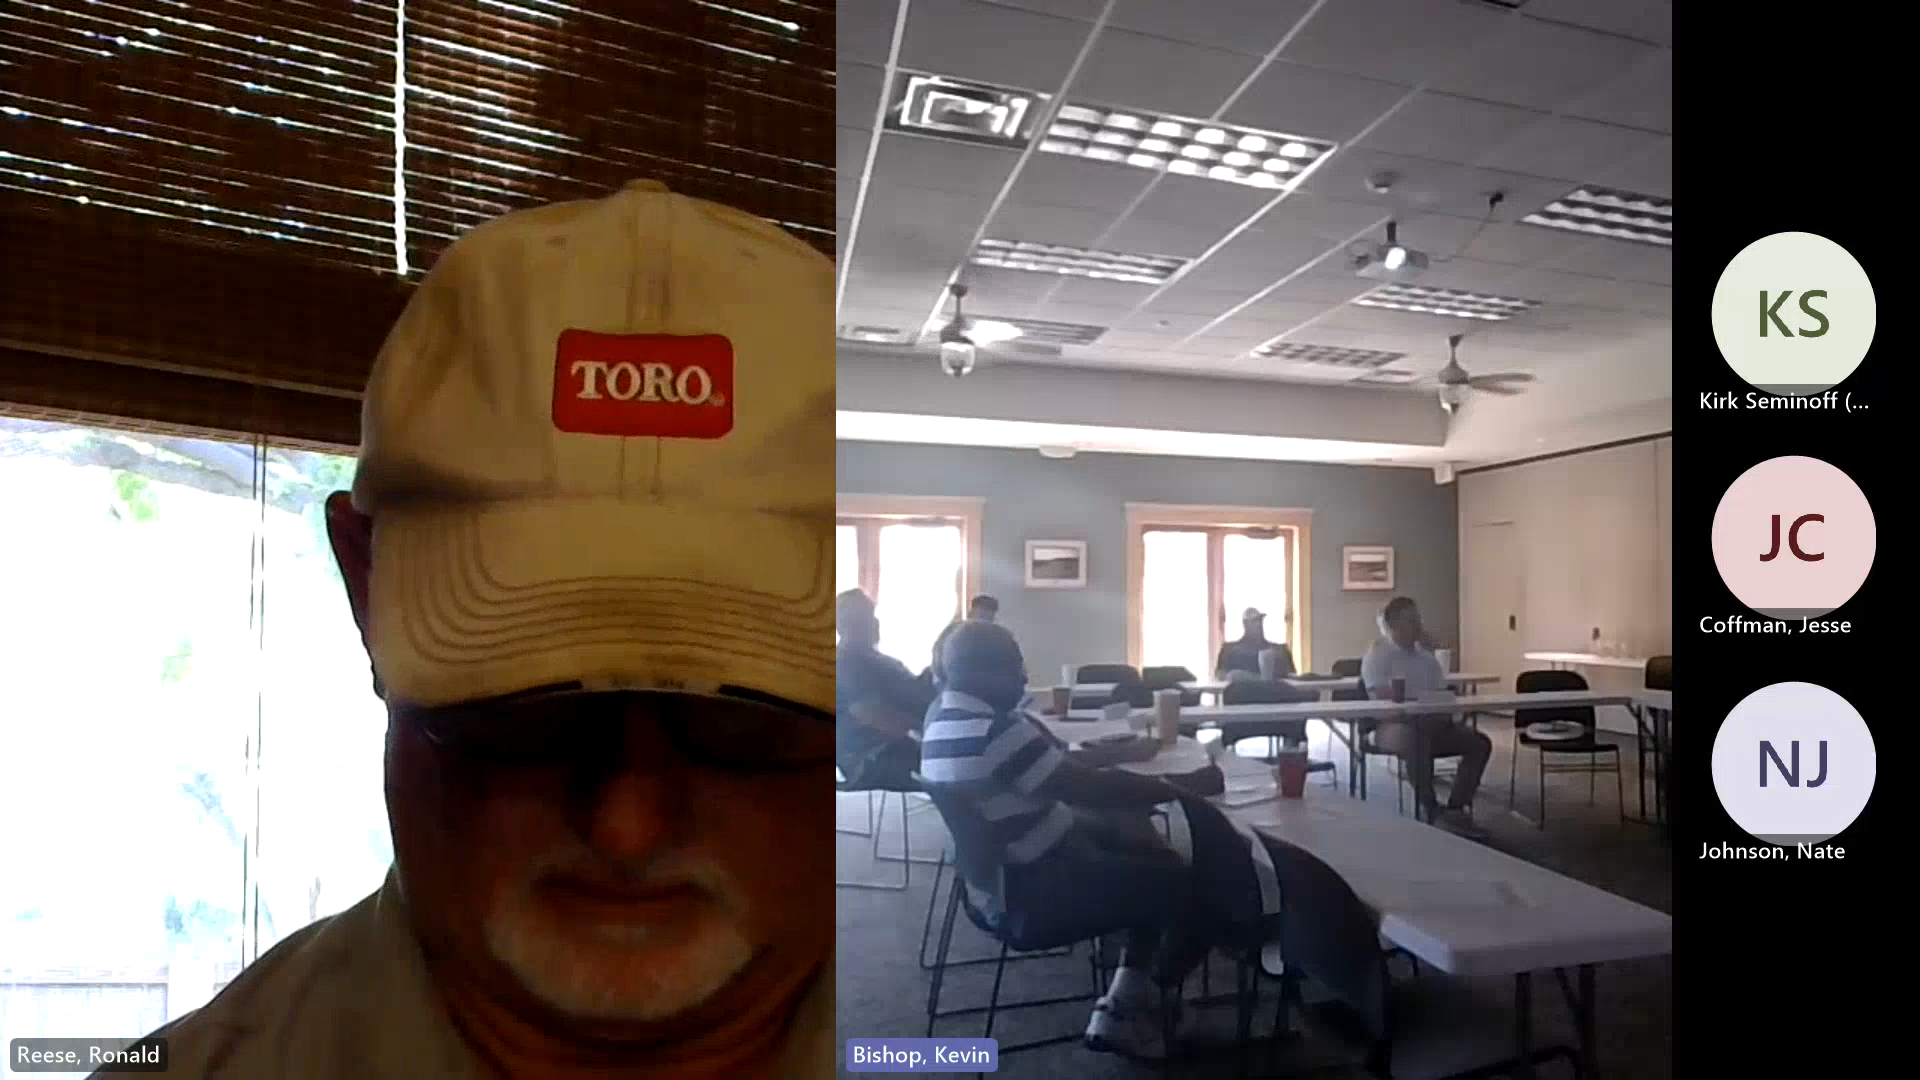 TORO
KS
Kirk Seminoff (...
JC
Coffman, Jesse
NJ
Johnson, Nate
Reese, Ronald
Bishop, Kevin